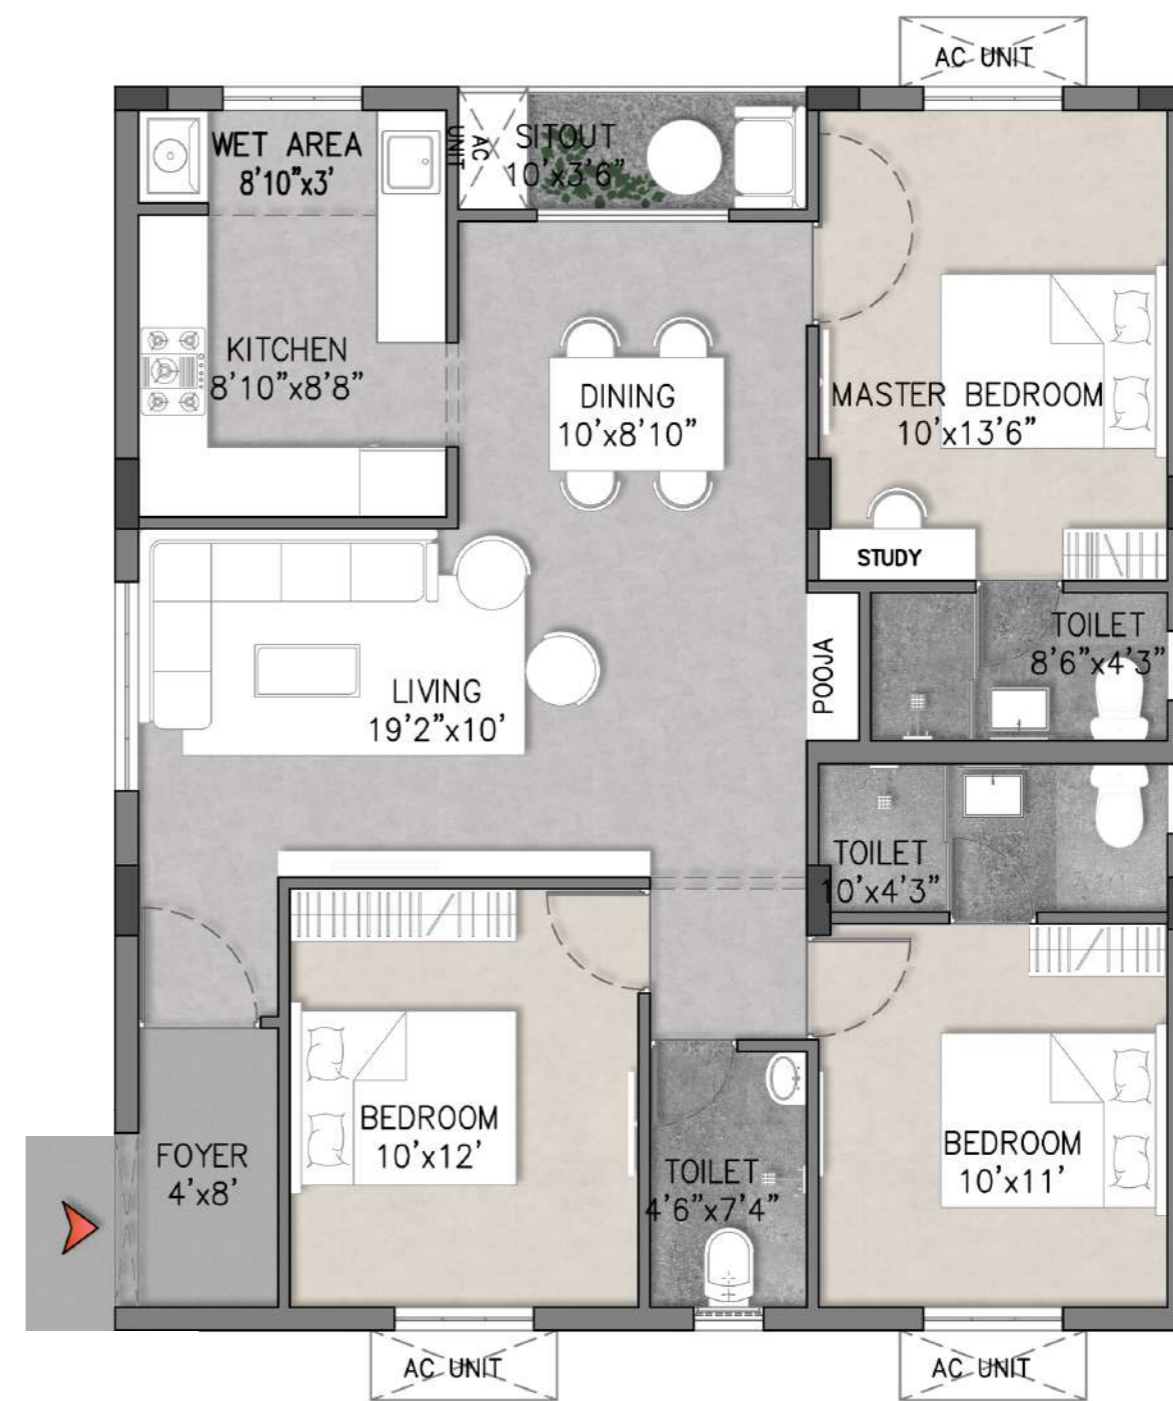 AC UNIT
WET AREA
8'10"x3'
AC
UNIT
SITOUT
10'x3'6"
KITCHEN
8'10"x8'8"
DINING
10'x8'10"
MASTER BEDROOM
10'x13'6"
STUDY
TOILET
8'6"x4'3"
POOJA
LIVING
19'2"x10'
TOILET
10'x4'3"
BEDROOM
10'x12'
FOYER
4'x8'
TOILET
4'6"x7'4"
BEDROOM
10'x11'
AC UNIT
AC UNIT